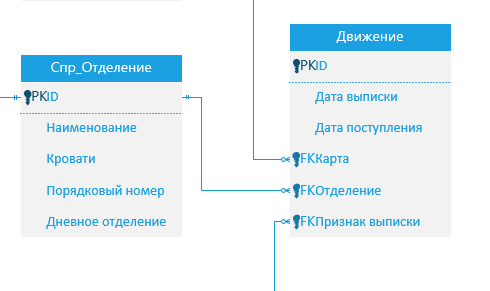 Спр_Отделение
PKID
Наименование
Кровати
Порядковый номер
Дневное отделение
Движение
PKID
Дата выписки
Дата поступления
FKКарта
FKОтделение
FKПризнак выписки